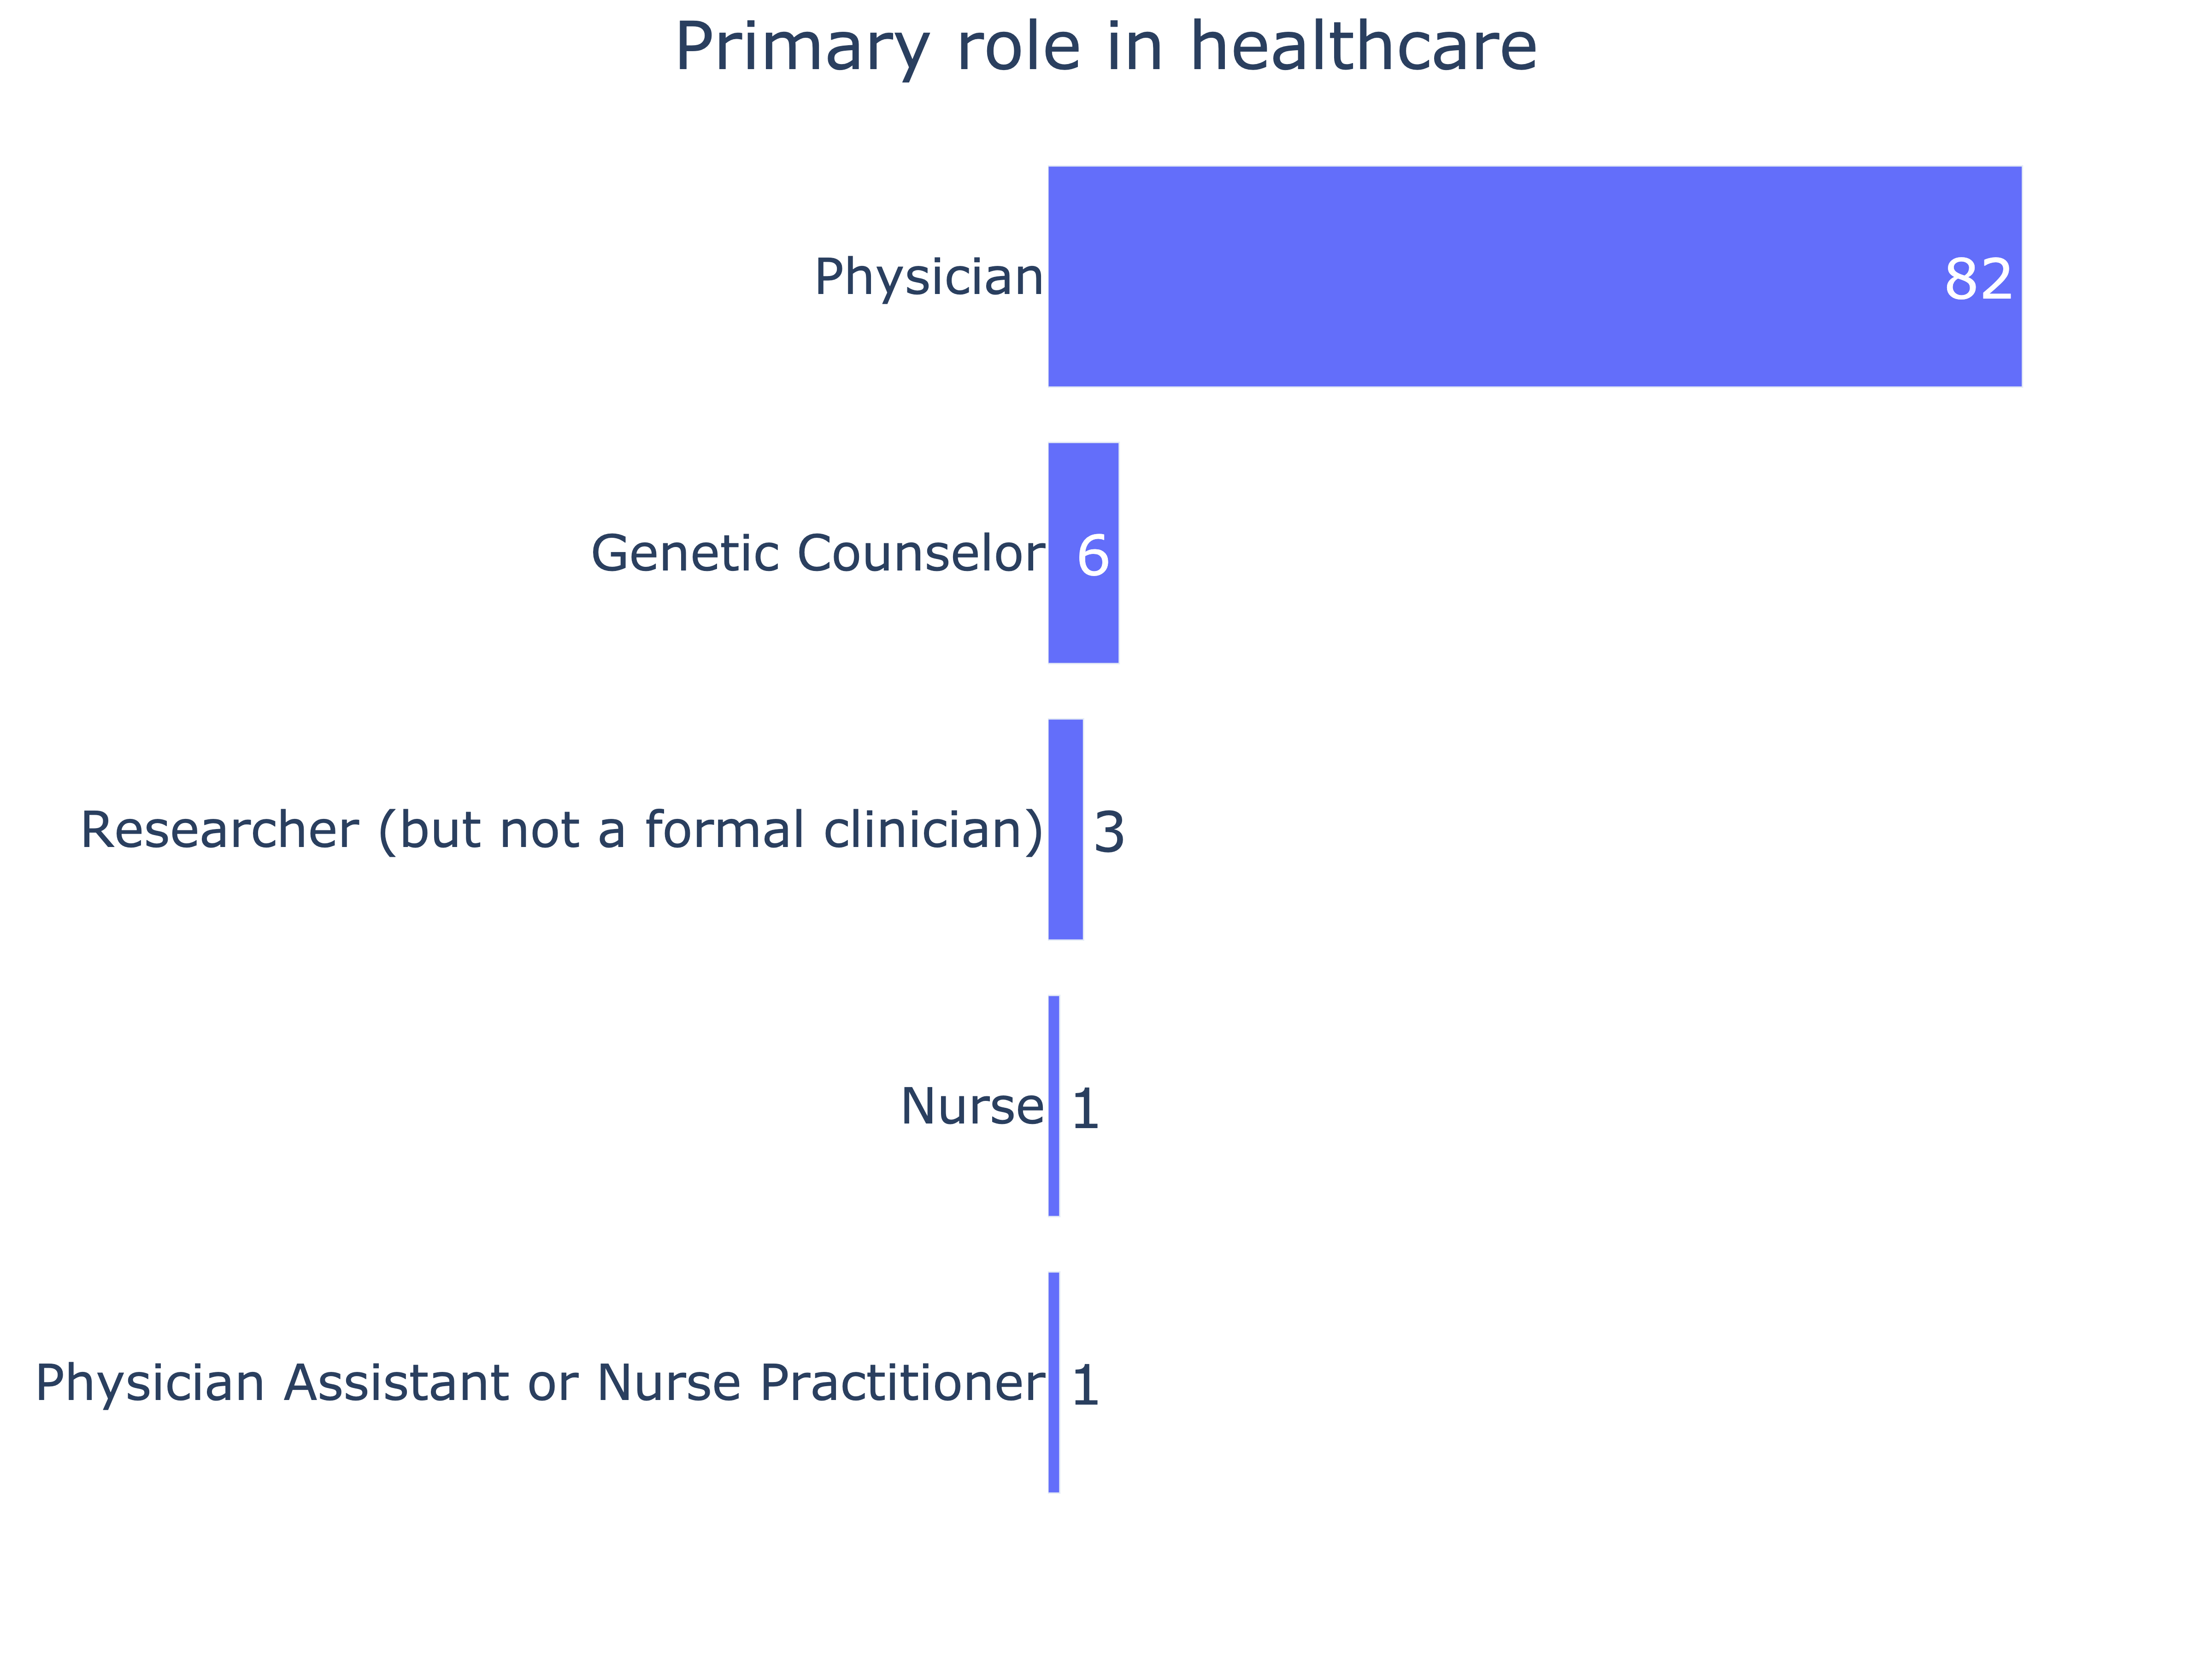 Primary role in healthcare
Physician 82
Genetic Counselor 6
Researcher (but not a formal clinician) 3
Nurse 1
Physician Assistant or Nurse Practitioner 1